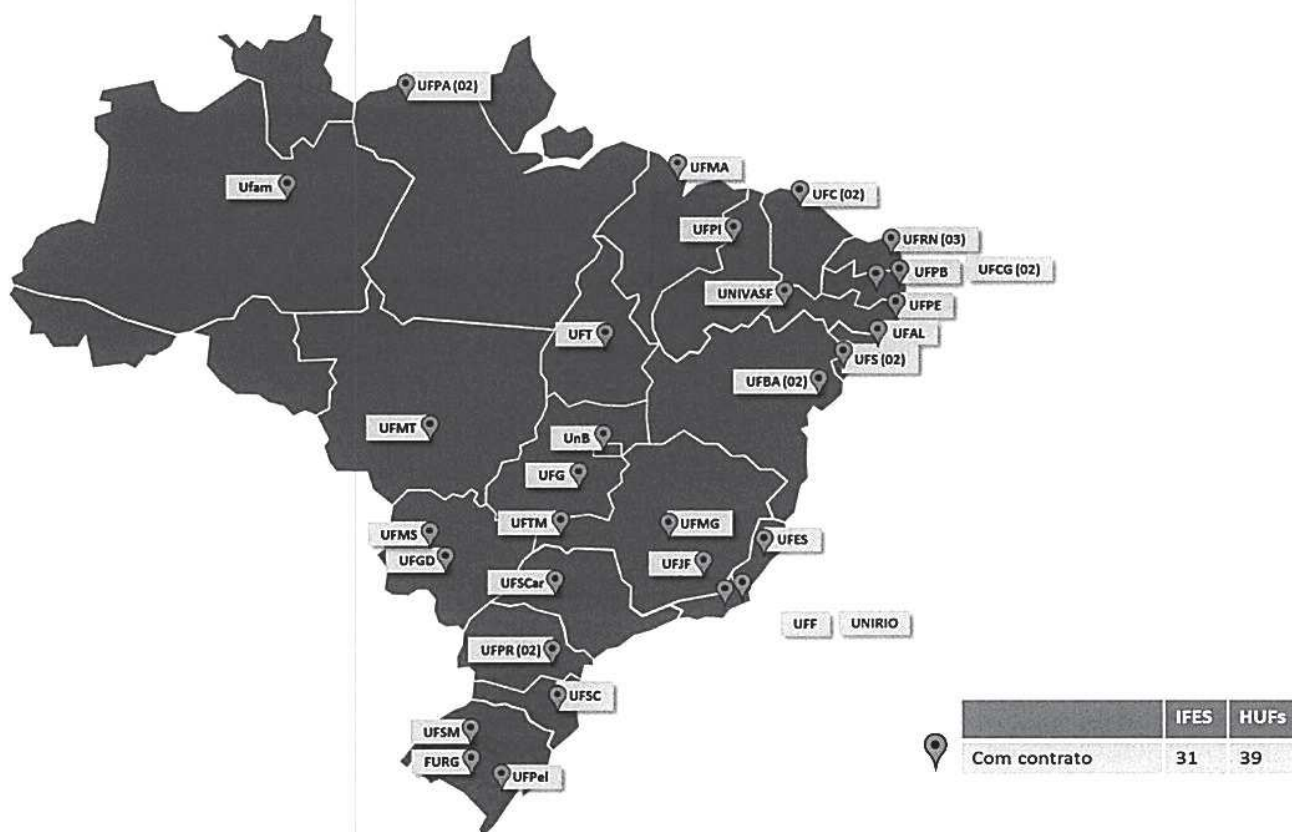 UFPA (02)
UFMA
Ufam
UFC (02)
UFPI
UFRN (03)
UFPB
UFCG (02)
UNIVASF
UFPE
UFT
UFAL
UFS (02)
UFBA (02)
UFMT
UnB
UFG
UFTM
UFMG
UFMS
UFES
UFGD
UFJF
UFSCar
UFF
UNIRIO
UFPR (02)
UFSC
UFSM
FURG
UFPel
IFES HUFs
Com contrato 31 39